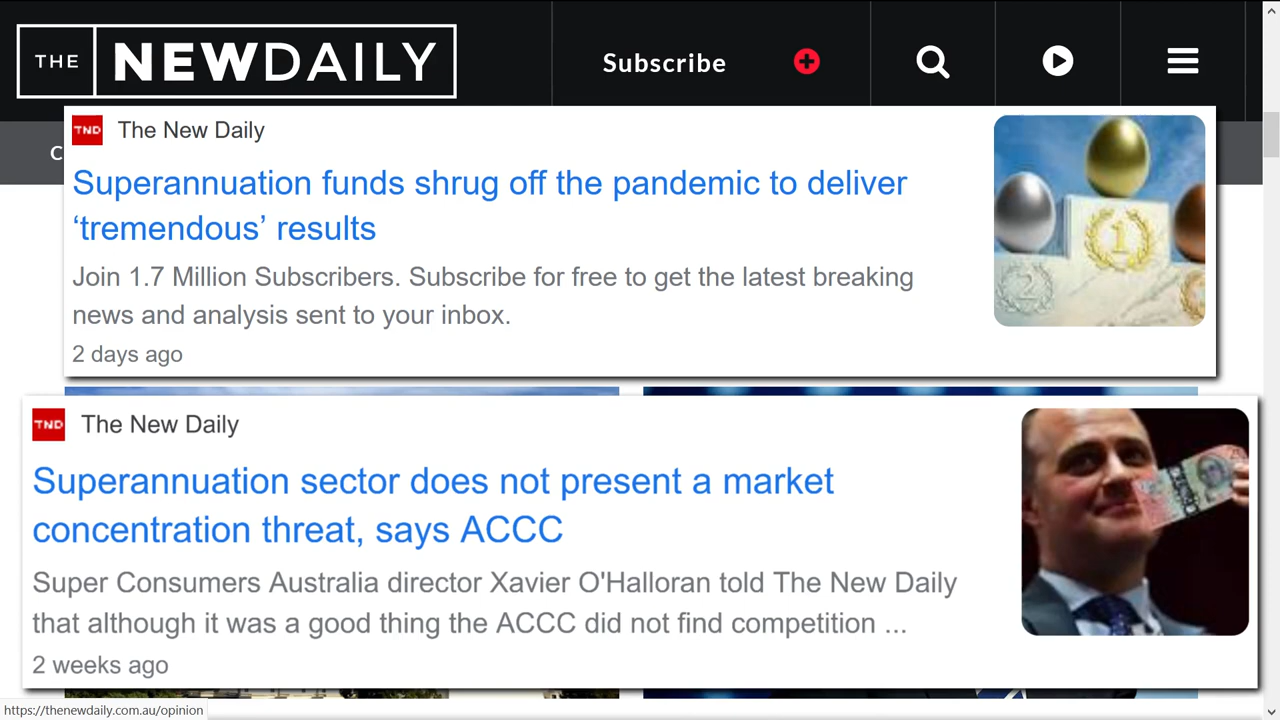 THE NEWDAILY
Subscribe
C
TND The New Daily
Superannuation funds shrug off the pandemic to deliver
‘tremendous’ results
Join 1.7 Million Subscribers. Subscribe for free to get the latest breaking
news and analysis sent to your inbox.
2 days ago
1
2
TND The New Daily
Superannuation sector does not present a market
concentration threat, says ACCC
Super Consumers Australia director Xavier O'Halloran told The New Daily
that although it was a good thing the ACCC did not find competition ...
2 weeks ago
https://thenewdaily.com.au/opinion